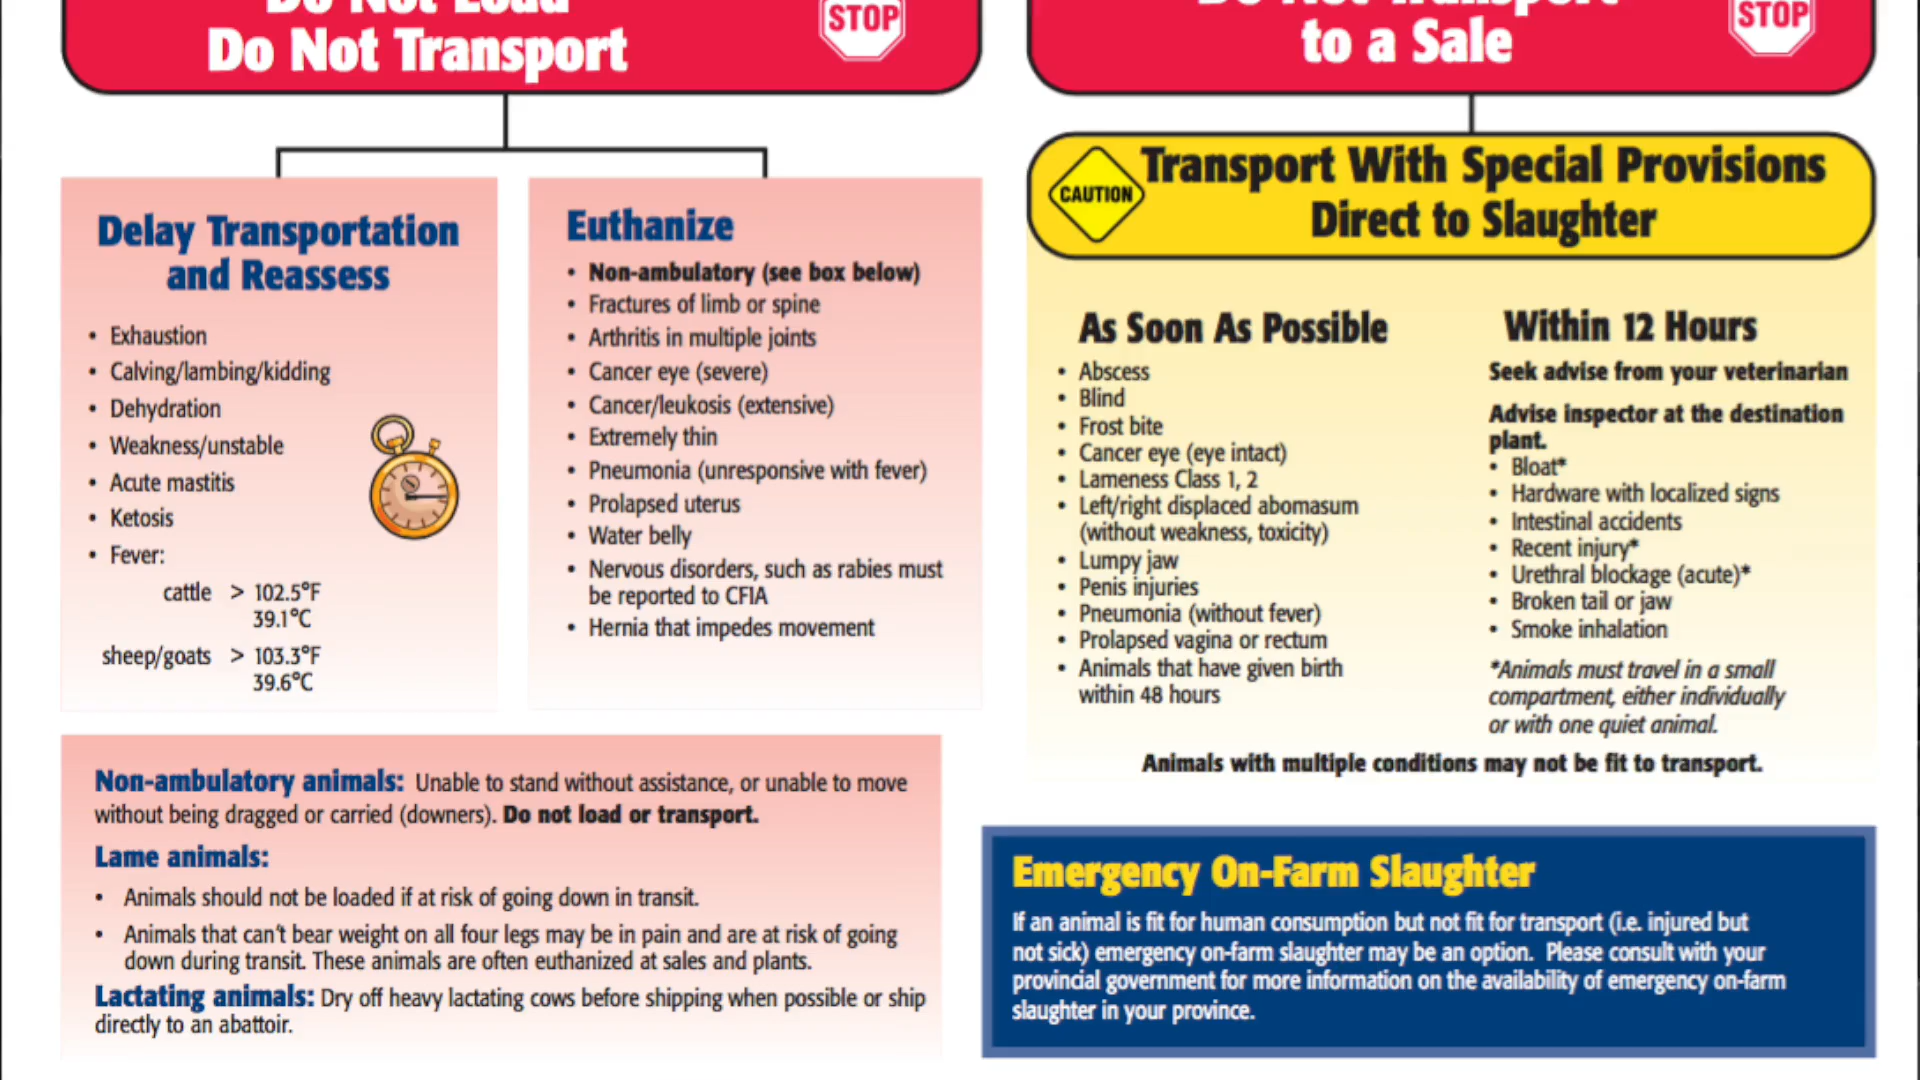 Do Not Load
Do Not Transport
STOP
Delay Transportation
and Reassess
• Exhaustion
• Calving/lambing/kidding
• Dehydration
• Weakness/unstable
• Acute mastitis
• Ketosis
• Fever:
cattle > 102.5°F
39.1°C
sheep/goats > 103.3°F
39.6°C
Euthanize
• Non-ambulatory (see box below)
• Fractures of limb or spine
• Arthritis in multiple joints
• Cancer eye (severe)
• Cancer/leukosis (extensive)
• Extremely thin
• Pneumonia (unresponsive with fever)
• Prolapsed uterus
• Water belly
• Nervous disorders, such as rabies must
be reported to CFIA
• Hernia that impedes movement
Non-ambulatory animals: Unable to stand without assistance, or unable to move
without being dragged or carried (downers). Do not load or transport.
Lame animals:
• Animals should not be loaded if at risk of going down in transit.
• Animals that can't bear weight on all four legs may be in pain and are at risk of going
down during transit. These animals are often euthanized at sales and plants.
Lactating animals: Dry off heavy lactating cows before shipping when possible or ship
directly to an abattoir.
Do Not Transport
to a Sale
STOP
CAUTION
Transport With Special Provisions
Direct to Slaughter
As Soon As Possible
• Abscess
• Blind
• Frost bite
• Cancer eye (eye intact)
• Lameness Class 1, 2
• Left/right displaced abomasum
(without weakness, toxicity)
• Lumpy jaw
• Penis injuries
• Pneumonia (without fever)
• Prolapsed vagina or rectum
• Animals that have given birth
within 48 hours
Within 12 Hours
Seek advise from your veterinarian
Advise inspector at the destination
plant.
• Bloat*
• Hardware with localized signs
• Intestinal accidents
• Recent injury*
• Urethral blockage (acute)*
• Broken tail or jaw
• Smoke inhalation
*Animals must travel in a small
compartment, either individually
or with one quiet animal.
Animals with multiple conditions may not be fit to transport.
Emergency On-Farm Slaughter
If an animal is fit for human consumption but not fit for transport (i.e. injured but
not sick) emergency on-farm slaughter may be an option. Please consult with your
provincial government for more information on the availability of emergency on-farm
slaughter in your province.